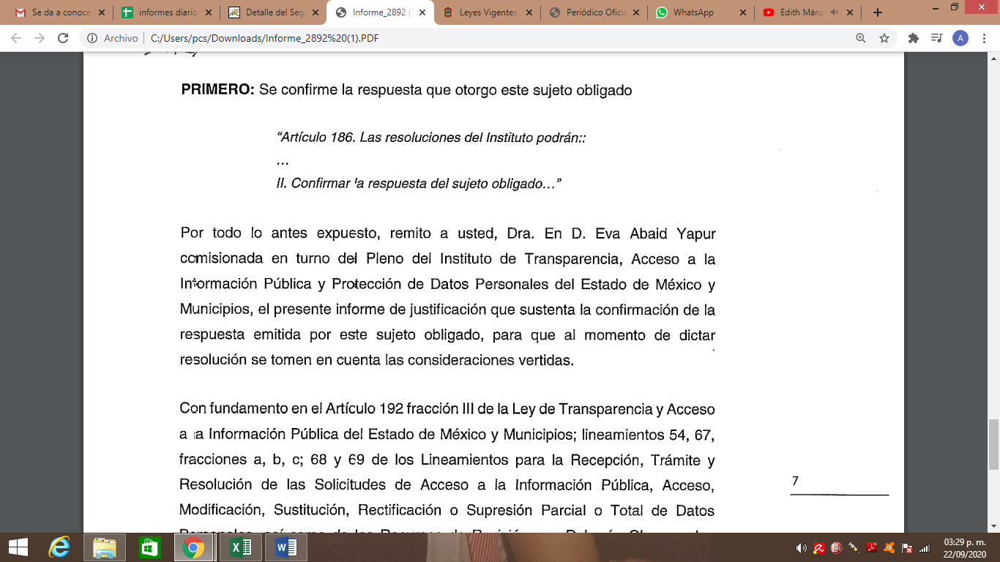 Se da a conoce
informes diario
Detalle del Seg
Informe_2892 (
Leyes Vigentes
Periódico Oficia
WhatsApp
Edith Márq
Archivo
C:/Users/pcs/Downloads/Informe_2892%20(1).PDF
A
PRIMERO: Se confirme la respuesta que otorgo este sujeto obligado
“Artículo 186. Las resoluciones del Instituto podrán::
…
II. Confirmar la respuesta del sujeto obligado…”
Por todo lo antes expuesto, remito a usted, Dra. En D. Eva Abaid Yapur
comisionada en turno del Pleno del Instituto de Transparencia, Acceso a la
Información Pública y Protección de Datos Personales del Estado de México y
Municipios, el presente informe de justificación que sustenta la confirmación de la
respuesta emitida por este sujeto obligado, para que al momento de dictar
resolución se tomen en cuenta las consideraciones vertidas.
Con fundamento en el Artículo 192 fracción III de la Ley de Transparencia y Acceso
a la Información Pública del Estado de México y Municipios; lineamientos 54, 67,
fracciones a, b, c; 68 y 69 de los Lineamientos para la Recepción, Trámite y
Resolución de las Solicitudes de Acceso a la Información Pública, Acceso,
Modificación, Sustitución, Rectificación o Supresión Parcial o Total de Datos
7
03:29 p. m.
22/09/2020